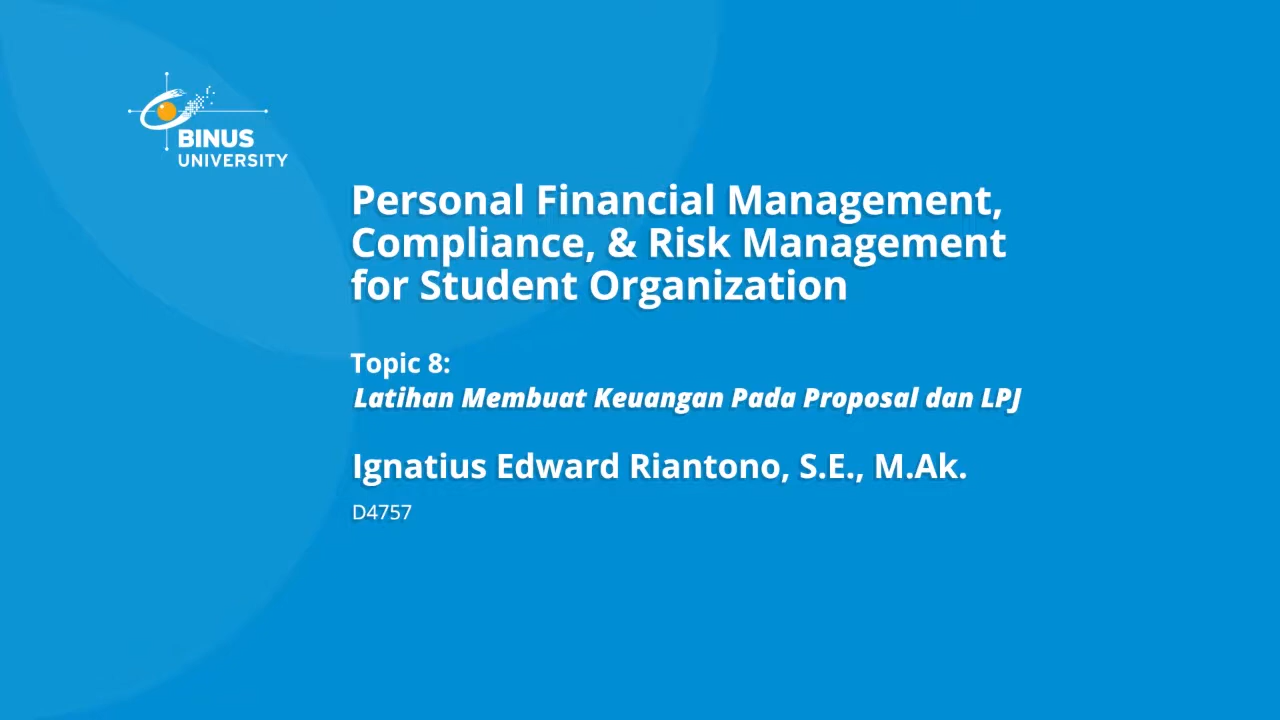 BINUS
UNIVERSITY
Personal Financial Management,
Compliance, & Risk Management
for Student Organization
Topic 8:
Latihan Membuat Keuangan Pada Proposal dan LPJ
Ignatius Edward Riantono, S.E., M.Ak.
D4757